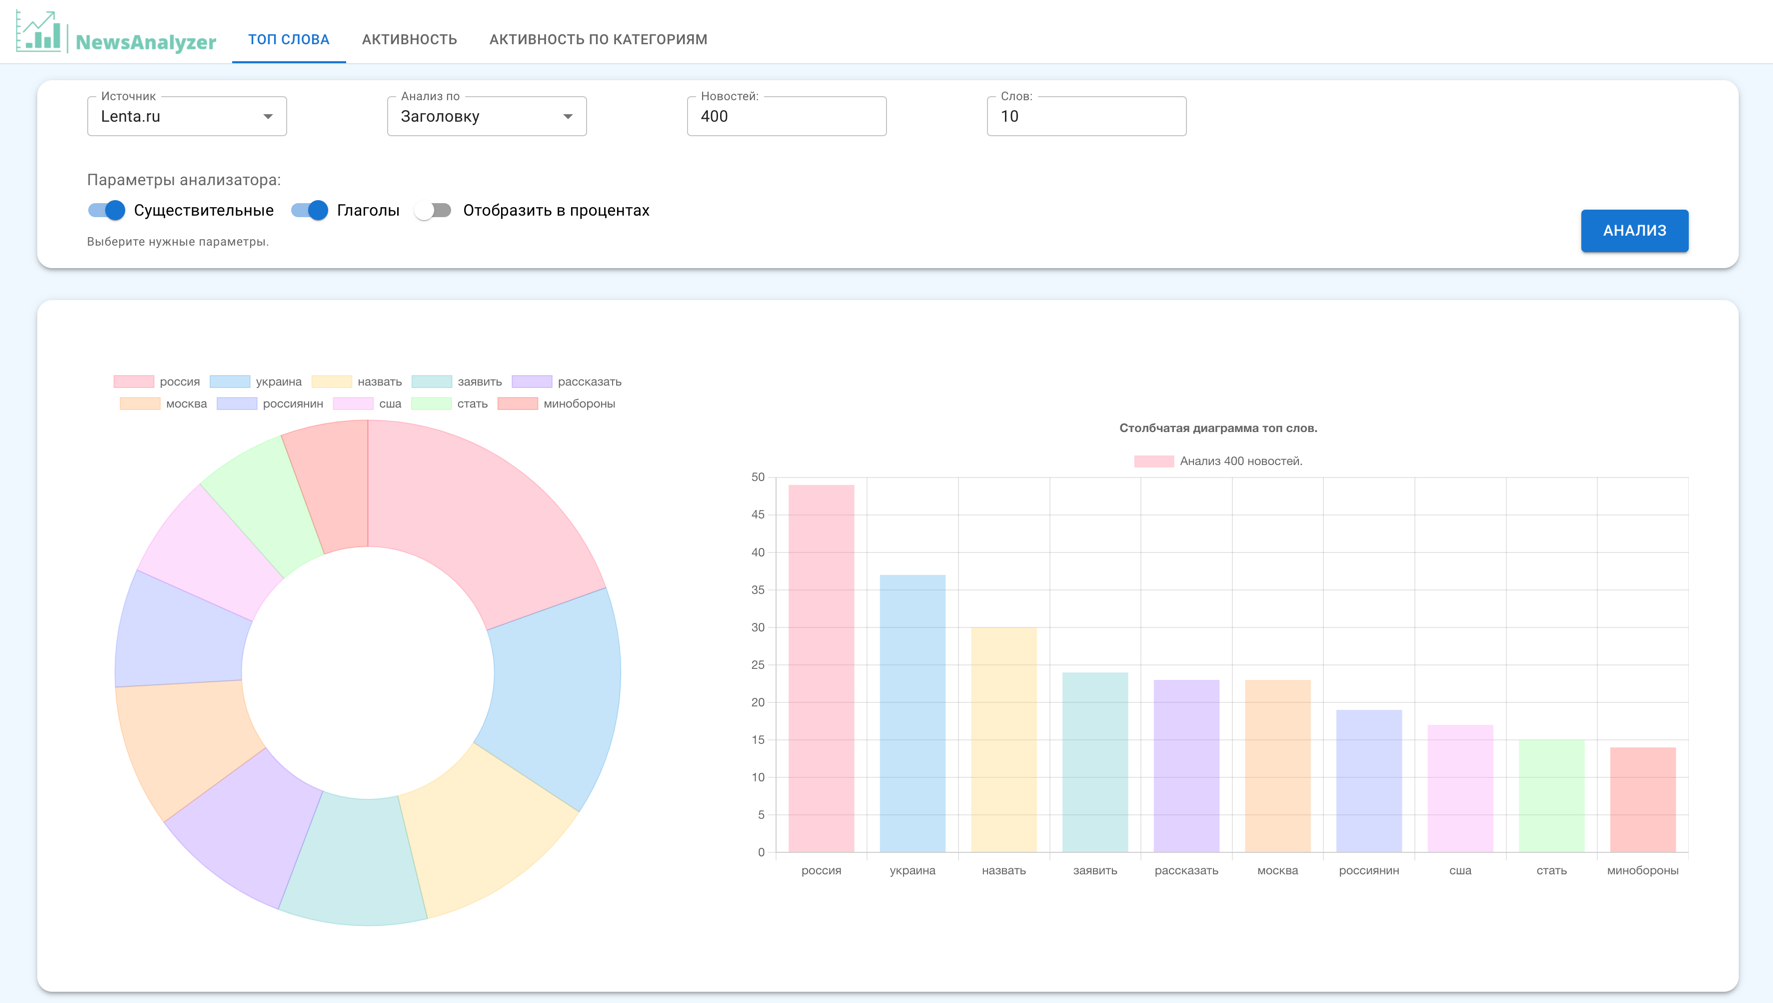 NewsAnalyzer
ТОП СЛОВА
АКТИВНОСТЬ
АКТИВНОСТЬ ПО КАТЕГОРИЯМ
Источник
Lenta.ru
Анализ по
Заголовку
Новостей:
400
Слов:
10
Параметры анализатора:
Существительные
Глаголы
Отобразить в процентах
Выберите нужные параметры.
АНАЛИЗ
россия украина назвать заявить рассказать
москва россиянин сша стать минобороны
Столбчатая диаграмма топ слов.
Анализ 400 новостей.
50
45
40
35
30
25
20
15
10
5
0
россия украина назвать заявить рассказать москва россиянин сша стать минобороны